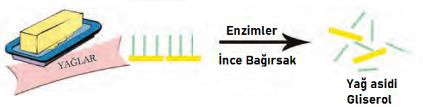 YAĞLAR
Enzimler
İnce Bağırsak
Yağ asidi
Gliserol